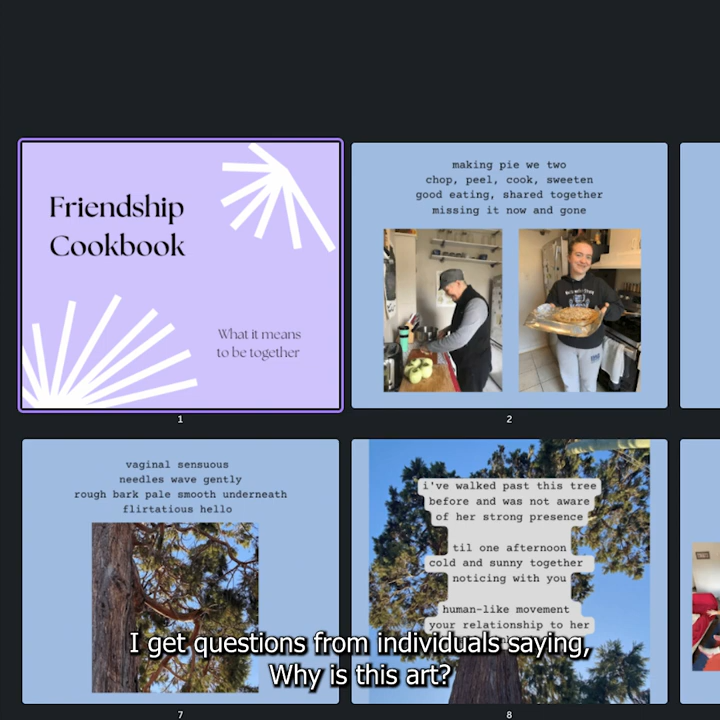 Friendship
Cookbook
What it means
to be together
1
making pie we two
chop, peel, cook, sweeten
good eating, shared together
missing it now and gone
2
vaginal sensuous
needles wave gently
rough bark pale smooth underneath
flirtatious hello
7
i've walked past this tree
before and was not aware
of her strong presence
til one afternoon
cold and sunny together
noticing with you
human-like movement
your relationship to her
8
I get questions from individuals saying,
Why is this art?